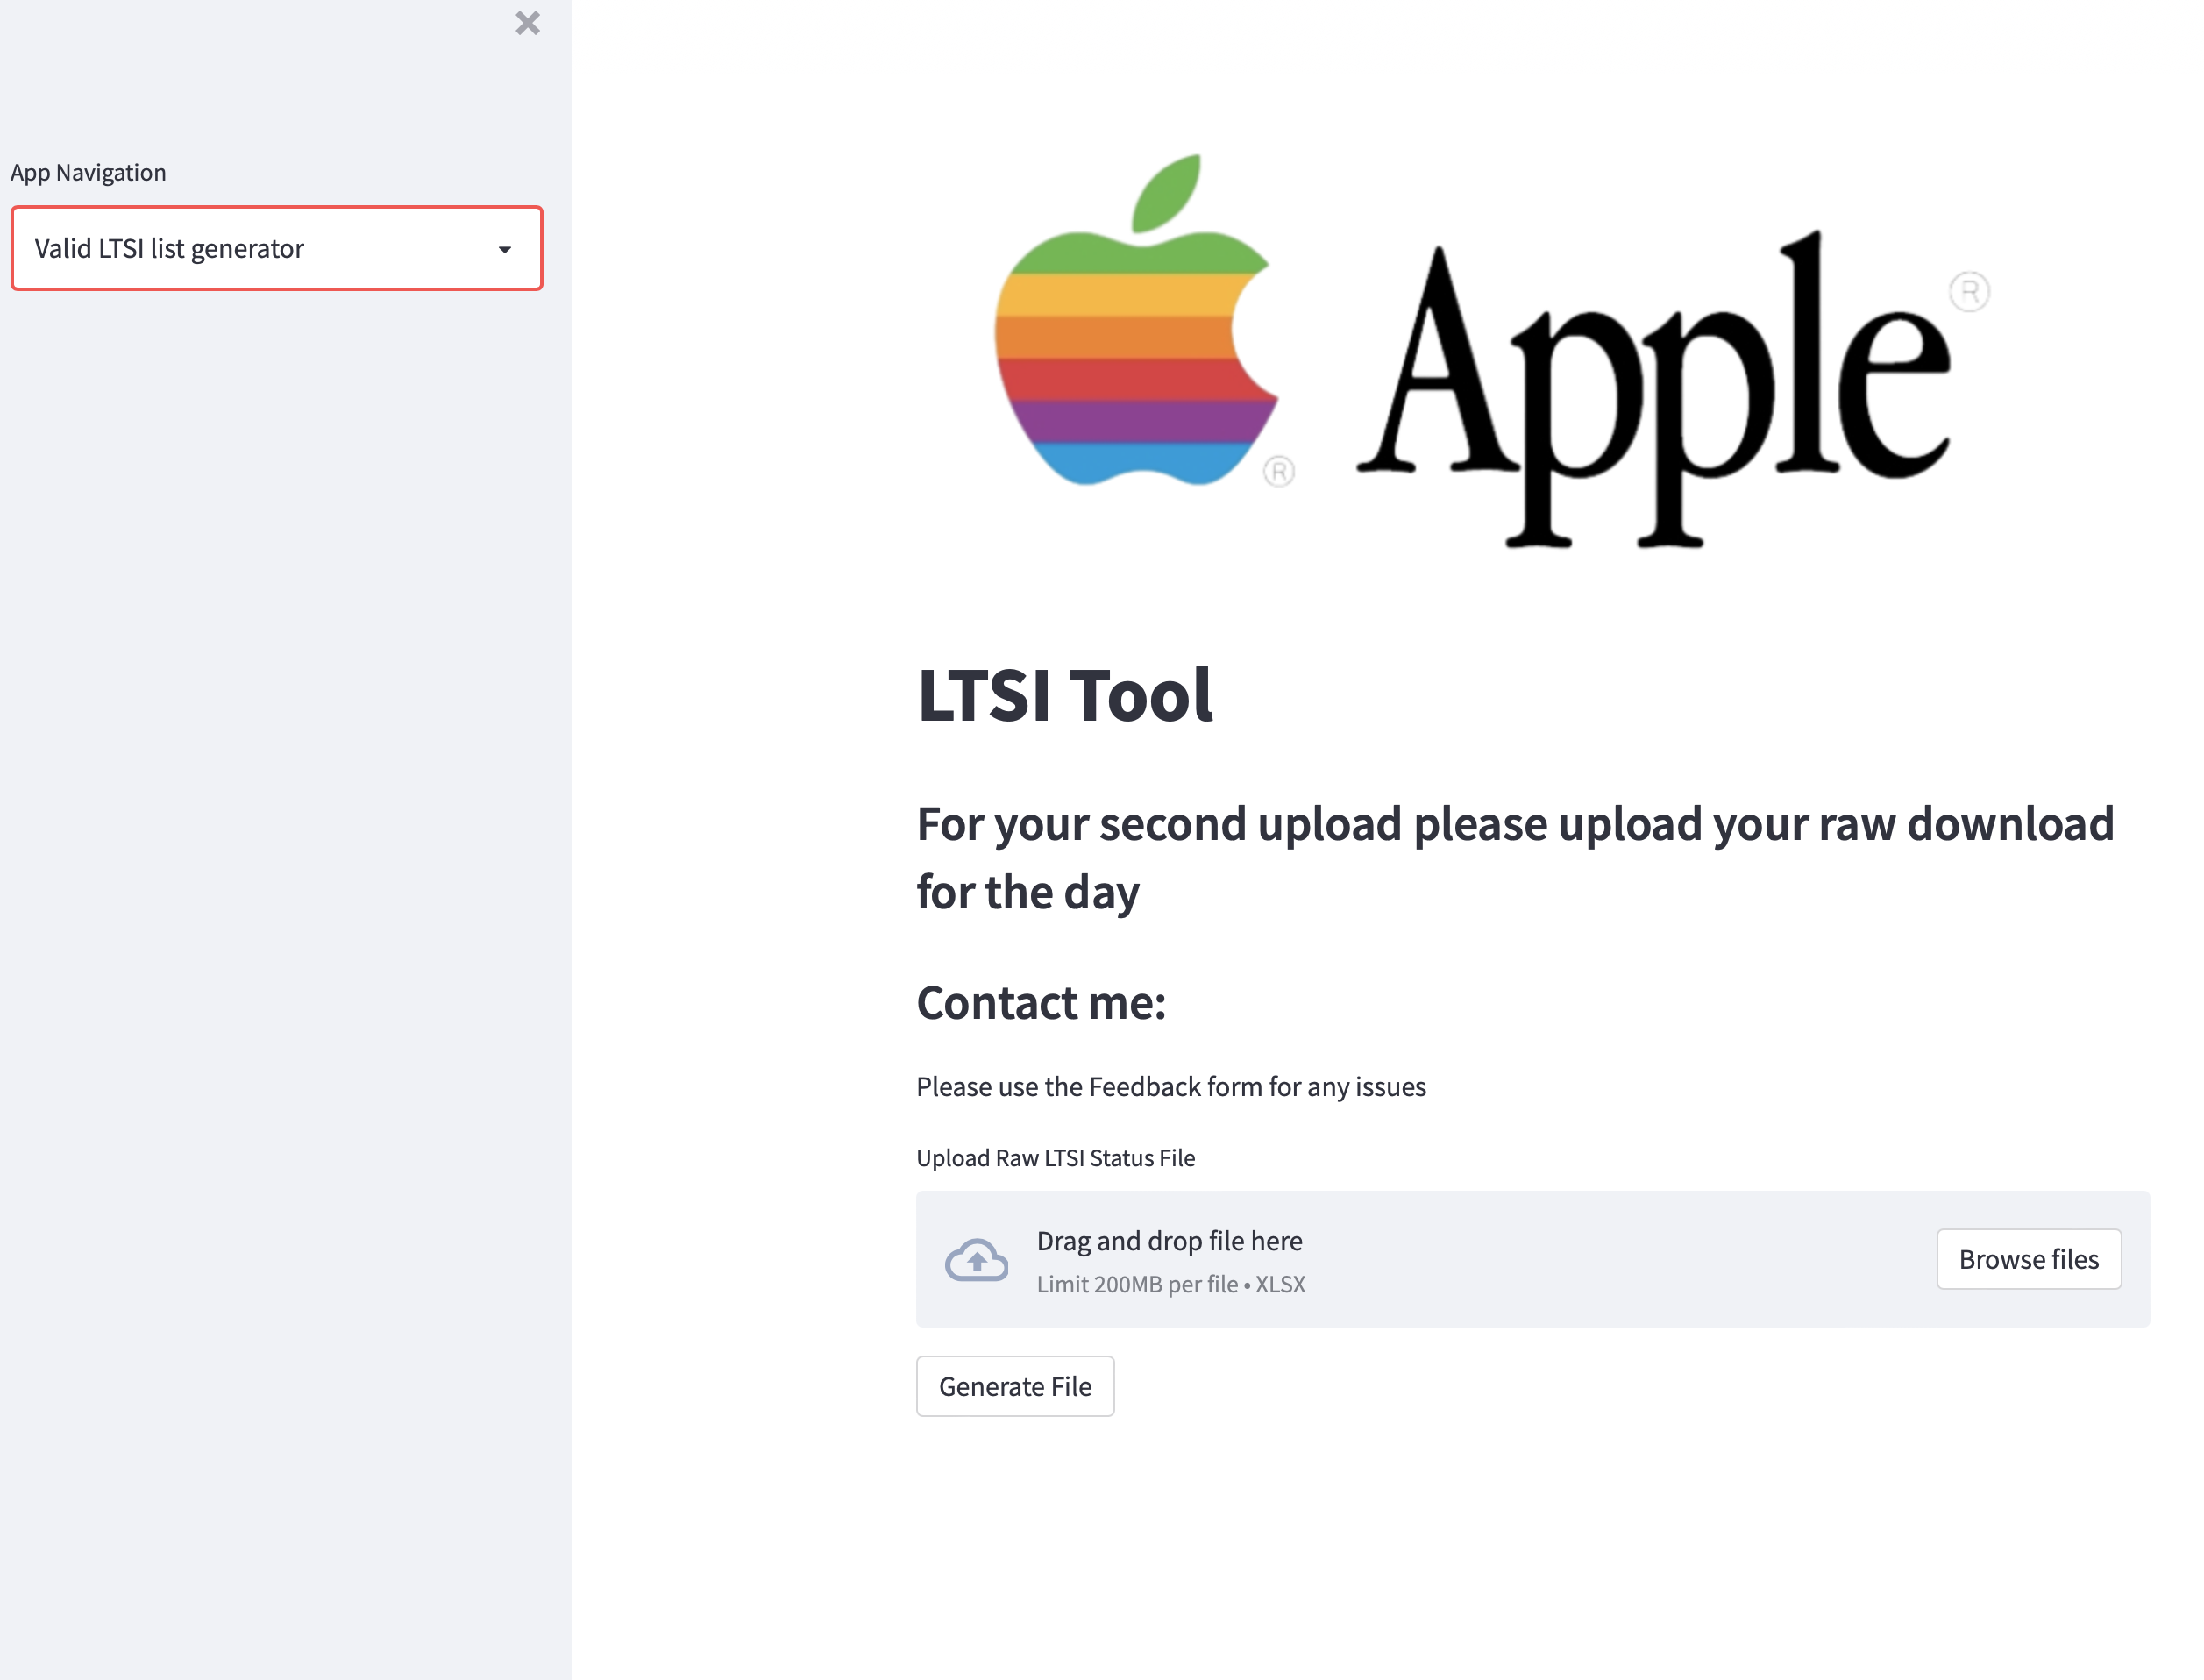 App Navigation
Valid LTSI list generator
Apple®
®
LTSI Tool
For your second upload please upload your raw download
for the day
Contact me:
Please use the Feedback form for any issues
Upload Raw LTSI Status File
Drag and drop file here
Limit 200MB per file • XLSX
Browse files
Generate File